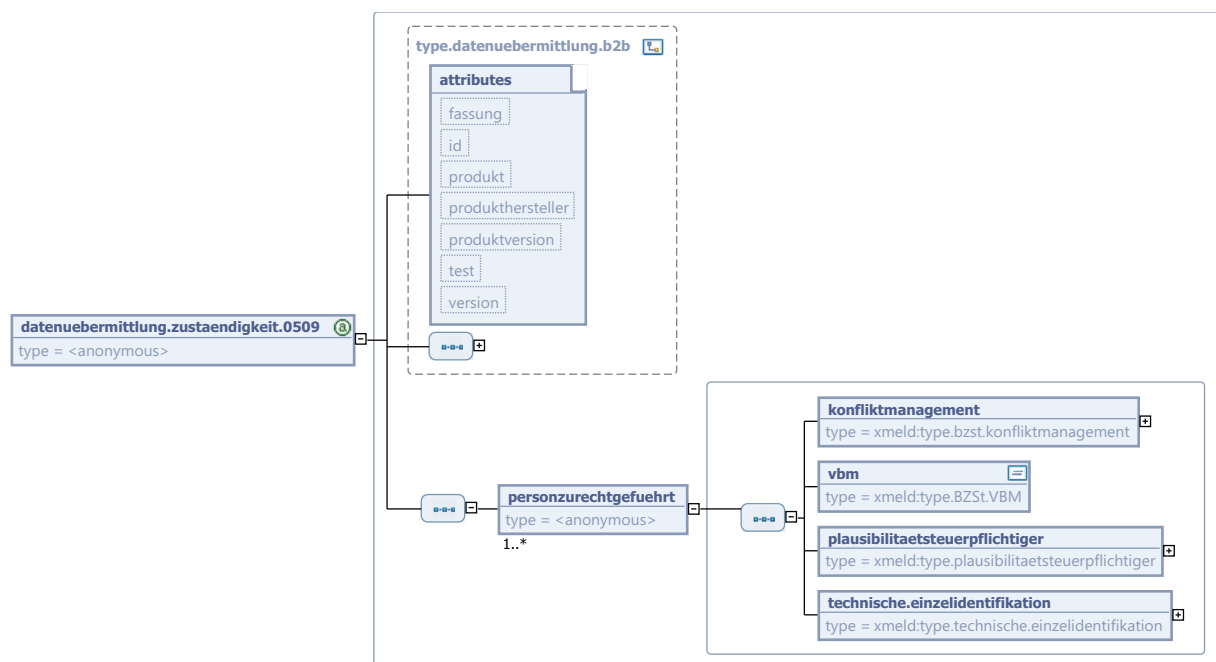 type.datenuebermittlung.b2b
attributes
fassung
id
produkt
produkthersteller
produktversion
test
version
datenuebermittlung.zustaendigkeit.0509 a
type = <anonymous>
personzurechtgefuehrt
type = <anonymous>
1..*
konfliktmanagement
type = xmeld:type.bzst.konfliktmanagement
vbm
type = xmeld:type.BZSt.VBM
plausibilitaetsteuerpflichtiger
type = xmeld:type.plausibilitaetsteuerpflichtiger
technische.einzelidentifikation
type = xmeld:type.technische.einzelidentifikation